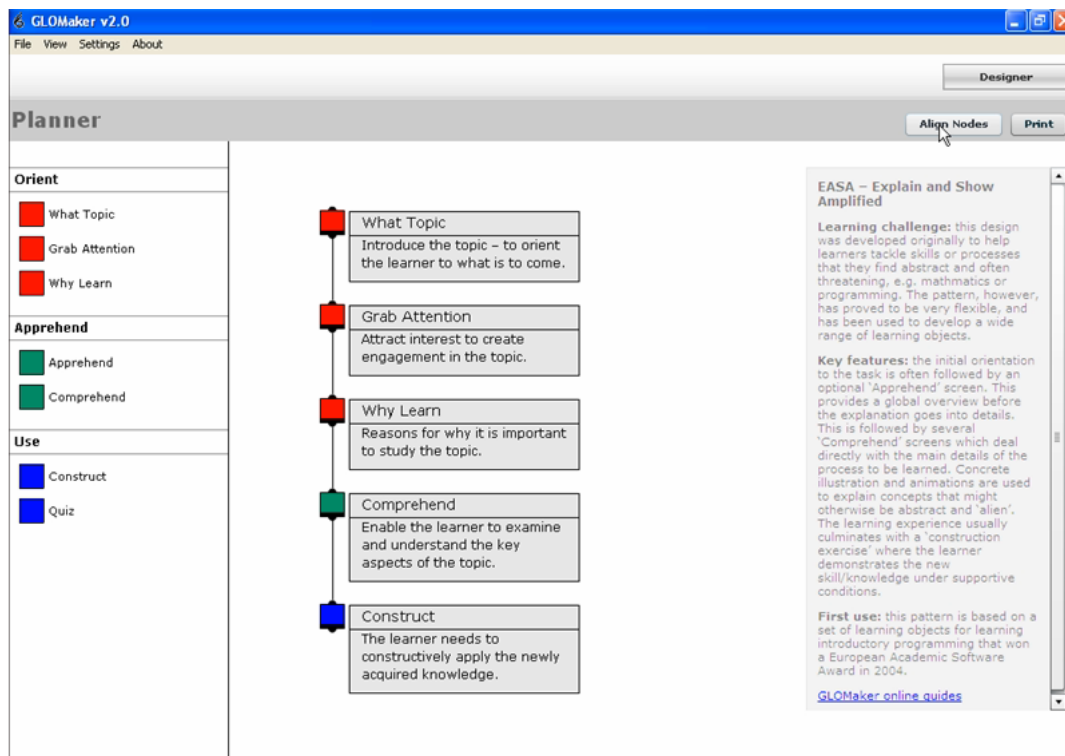 GLOMaker v2.0
File View Settings About
Designer
Planner
Align Nodes Print
Orient
What Topic
Grab Attention
Why Learn
Apprehend
Apprehend
Comprehend
Use
Construct
Quiz
What Topic
Introduce the topic – to orient
the learner to what is to come.
Grab Attention
Attract interest to create
engagement in the topic.
Why Learn
Reasons for why it is important
to study the topic.
Comprehend
Enable the learner to examine
and understand the key
aspects of the topic.
Construct
The learner needs to
constructively apply the newly
acquired knowledge.
EASA – Explain and Show
Amplified
Learning challenge: this design
was developed originally to help
learners tackle skills or processes
that they find abstract and often
threatening, e.g. mathmatics or
programming. The pattern, however,
has proved to be very flexible, and
has been used to develop a wide
range of learning objects.
Key features: the initial orientation
to the task is often followed by an
optional ‘Apprehend’ screen. This
provides a global overview before
the explanation goes into details.
This is followed by several
‘Comprehend’ screens which deal
directly with the main details of the
process to be learned. Concrete
illustration and animations are used
to explain concepts that might
otherwise be abstract and ‘alien’.
The learning experience usually
culminates with a ‘construction
exercise’ where the learner
demonstrates the new
skill/knowledge under supportive
conditions.
First use: this pattern is based on a
set of learning objects for learning
introductory programming that won
a European Academic Software
Award in 2004.
GLOMaker online guides